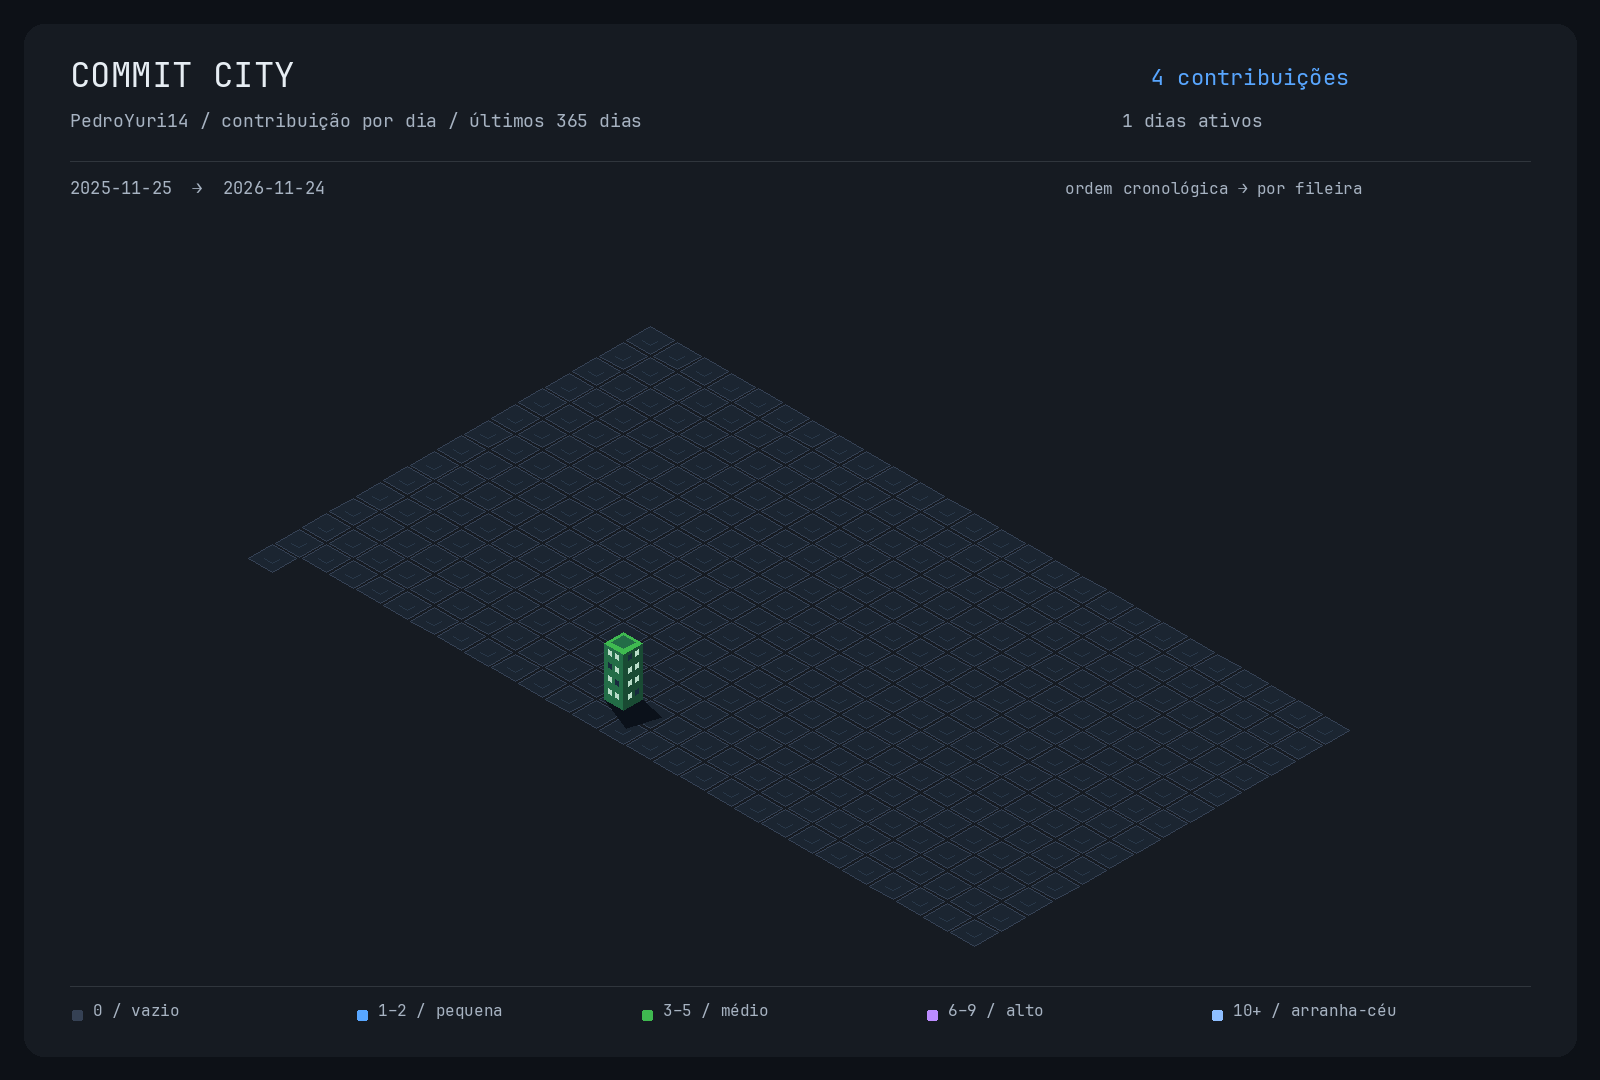 COMMIT CITY
4 contribuições
PedroYuri14 / contribuição por dia / últimos 365 dias
1 dias ativos
2025-11-25 → 2026-11-24
ordem cronológica → por fileira
0 / vazio
1–2 / pequena
3–5 / médio
6–9 / alto
10+ / arranha-céu